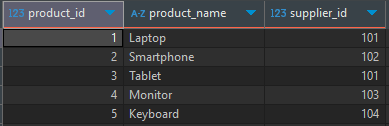 123 product_id A-Z product_name 123 supplier_id
1 Laptop 101
2 Smartphone 102
3 Tablet 101
4 Monitor 103
5 Keyboard 104